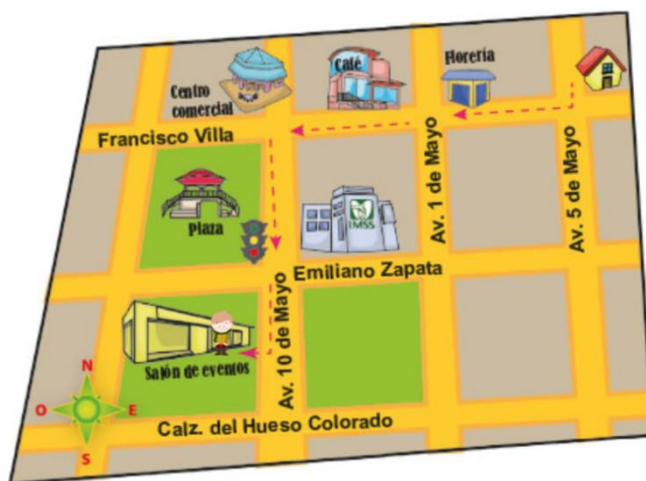 Centro
comercial
Café
Florería
Francisco Villa
Plaza
IMSS
Av. 1 de Mayo
Av. 5 de Mayo
Emiliano Zapata
Av. 10 de Mayo
Salón de eventos
N
O
E
S
Calz. del Hueso Colorado